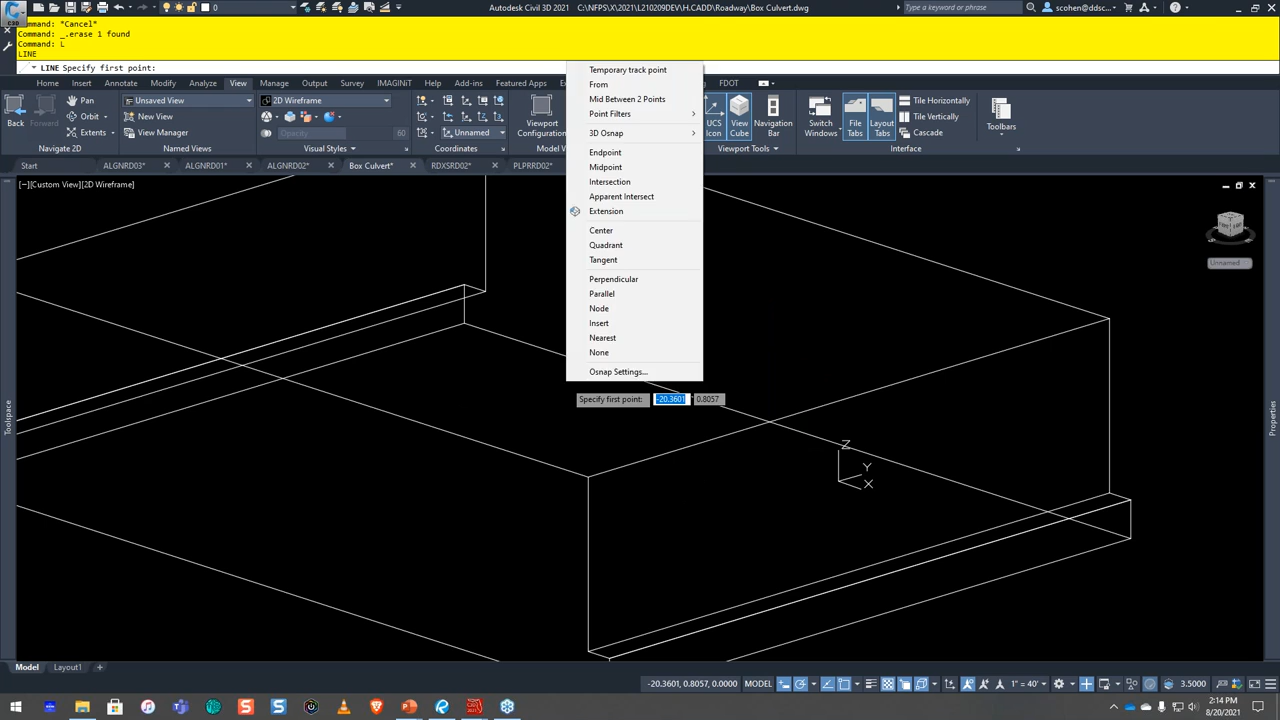 Autodesk Civil 3D 2021 C:\NFPS\X\L210209DEV\H.CADD\Roadway\Box Culvert.dwg
Type a keyword or phrase
scohen@ddsc...
0
C3D
Command: *Cancel*
Command: _.erase 1 found
Command: L
LINE
LINE Specify first point:
Home Insert Annotate Modify Analyze View Manage Output Survey IMAGINiT Help Add-ins Featured Apps FDOT
Back Forward Pan Orbit Extents
Navigate 2D
Unsaved View
New View
View Manager
Named Views
2D Wireframe
Opacity 60
Visual Styles
Unnamed
Coordinates
Viewport Configuration
UCS Icon
View Cube
Navigation Bar
Viewport Tools
Switch Windows
File Tabs
Layout Tabs
Tile Horizontally
Tile Vertically
Cascade
Interface
Toolbars
Start ALGNRD03* ALGNRD01* ALGNRD02* Box Culvert* RDXSRD02* PLPRRD02*
[−][Custom View][2D Wireframe]
Temporary track point
From
Mid Between 2 Points
Point Filters
3D Osnap
Endpoint
Midpoint
Intersection
Apparent Intersect
Extension
Center
Quadrant
Tangent
Perpendicular
Parallel
Node
Insert
Nearest
None
Osnap Settings...
Specify first point: -20.3601 0.8057
Unnamed
Z
Y
X
Toolspace
Properties
Model Layout1 +
-20.3601, 0.8057, 0.0000 MODEL 1" = 40' 3.5000
2:14 PM
8/20/2021